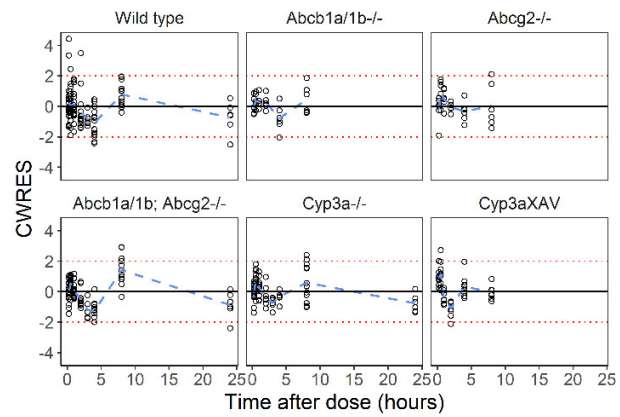 Wild type Abcb1a/1b-/- Abcg2-/-
4
2
0
-2
-4
Abcb1a/1b; Abcg2-/- Cyp3a-/- Cyp3aXAV
4
2
0
-2
-4
CWRES
0 5 10 15 20 25 0 5 10 15 20 25 0 5 10 15 20 25
Time after dose (hours)